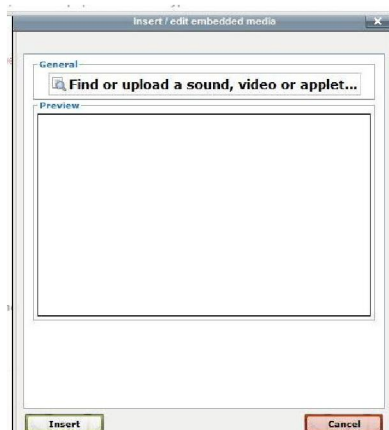 Insert / edit embedded media
General
Find or upload a sound, video or applet...
Preview
Insert Cancel